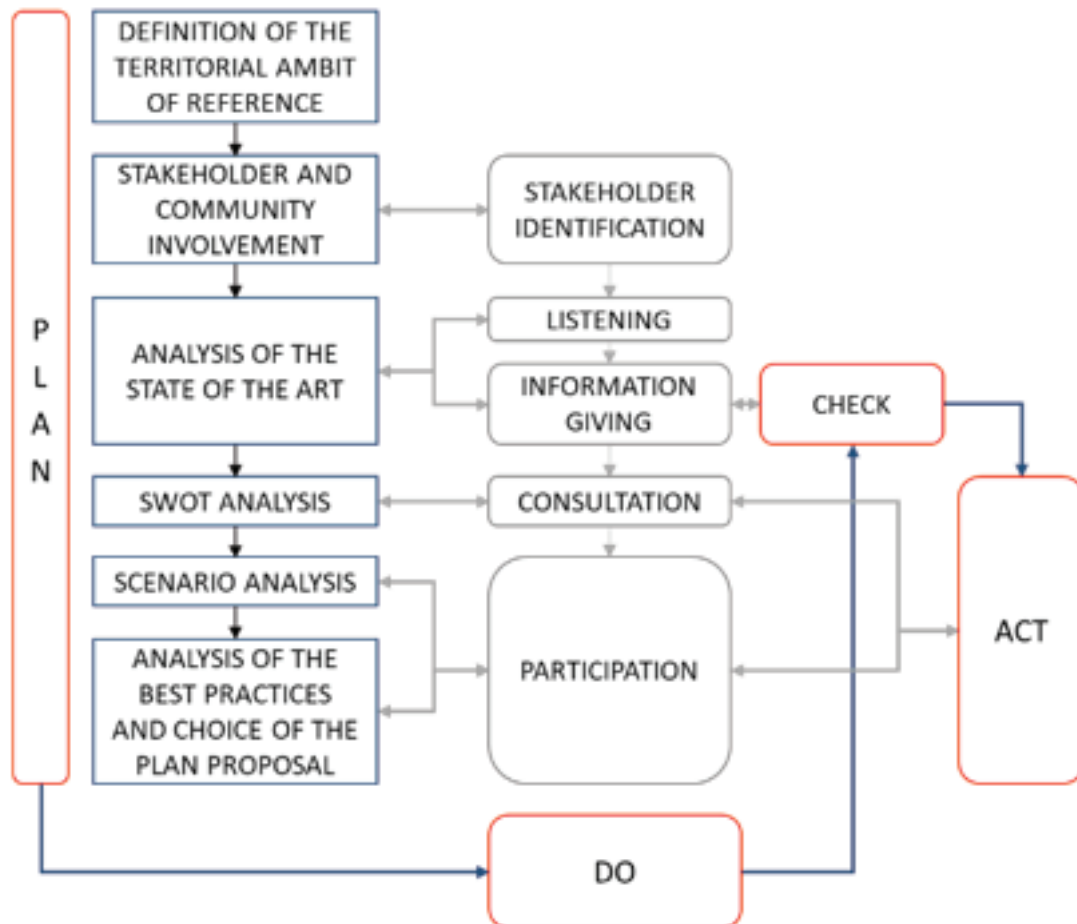 P
L
A
N
DEFINITION OF THE
TERRITORIAL AMBIT
OF REFERENCE
STAKEHOLDER AND
COMMUNITY
INVOLVEMENT
ANALYSIS OF THE
STATE OF THE ART
SWOT ANALYSIS
SCENARIO ANALYSIS
ANALYSIS OF THE
BEST PRACTICES
AND CHOICE OF THE
PLAN PROPOSAL
STAKEHOLDER
IDENTIFICATION
LISTENING
INFORMATION
GIVING
CONSULTATION
PARTICIPATION
DO
CHECK
ACT